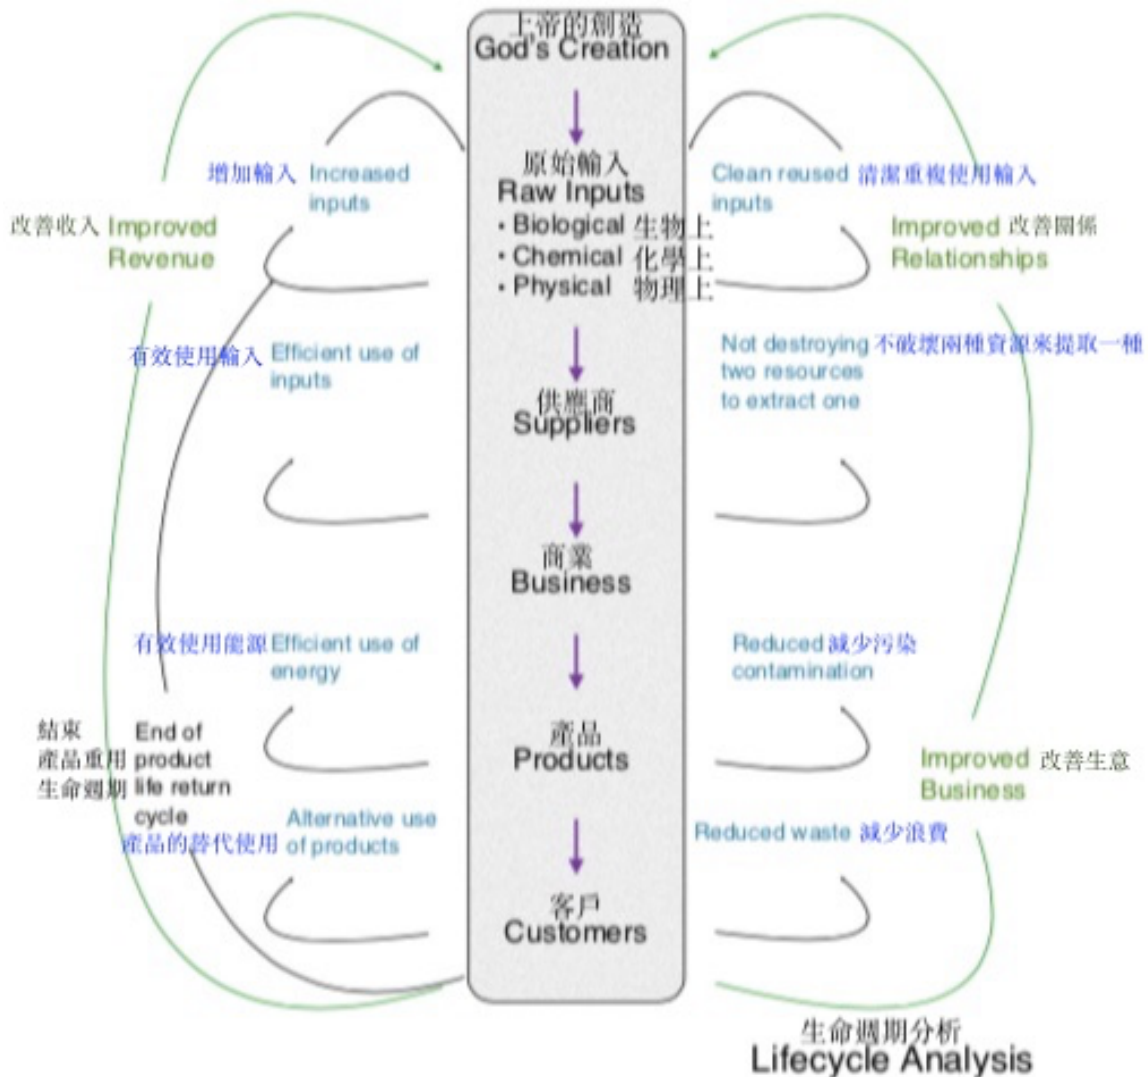 上帝的創造
God's Creation
原始輸入
Raw Inputs
• Biological 生物上
• Chemical 化學上
• Physical 物理上
供應商
Suppliers
商業
Business
產品
Products
客戶
Customers
增加輸入 Increased
inputs
改善收入 Improved
Revenue
有效使用輸入 Efficient use of
inputs
有效使用能源 Efficient use of
energy
結束 End of
產品重用 product
生命週期 life return
cycle
產品的替代使用 Alternative use
of products
Clean reused 清潔重複使用輸入
inputs
Improved 改善關係
Relationships
Not destroying 不破壞兩種資源來提取一種
two resources
to extract one
Reduced 減少污染
contamination
Improved 改善生意
Business
Reduced waste 減少浪費
生命週期分析
Lifecycle Analysis